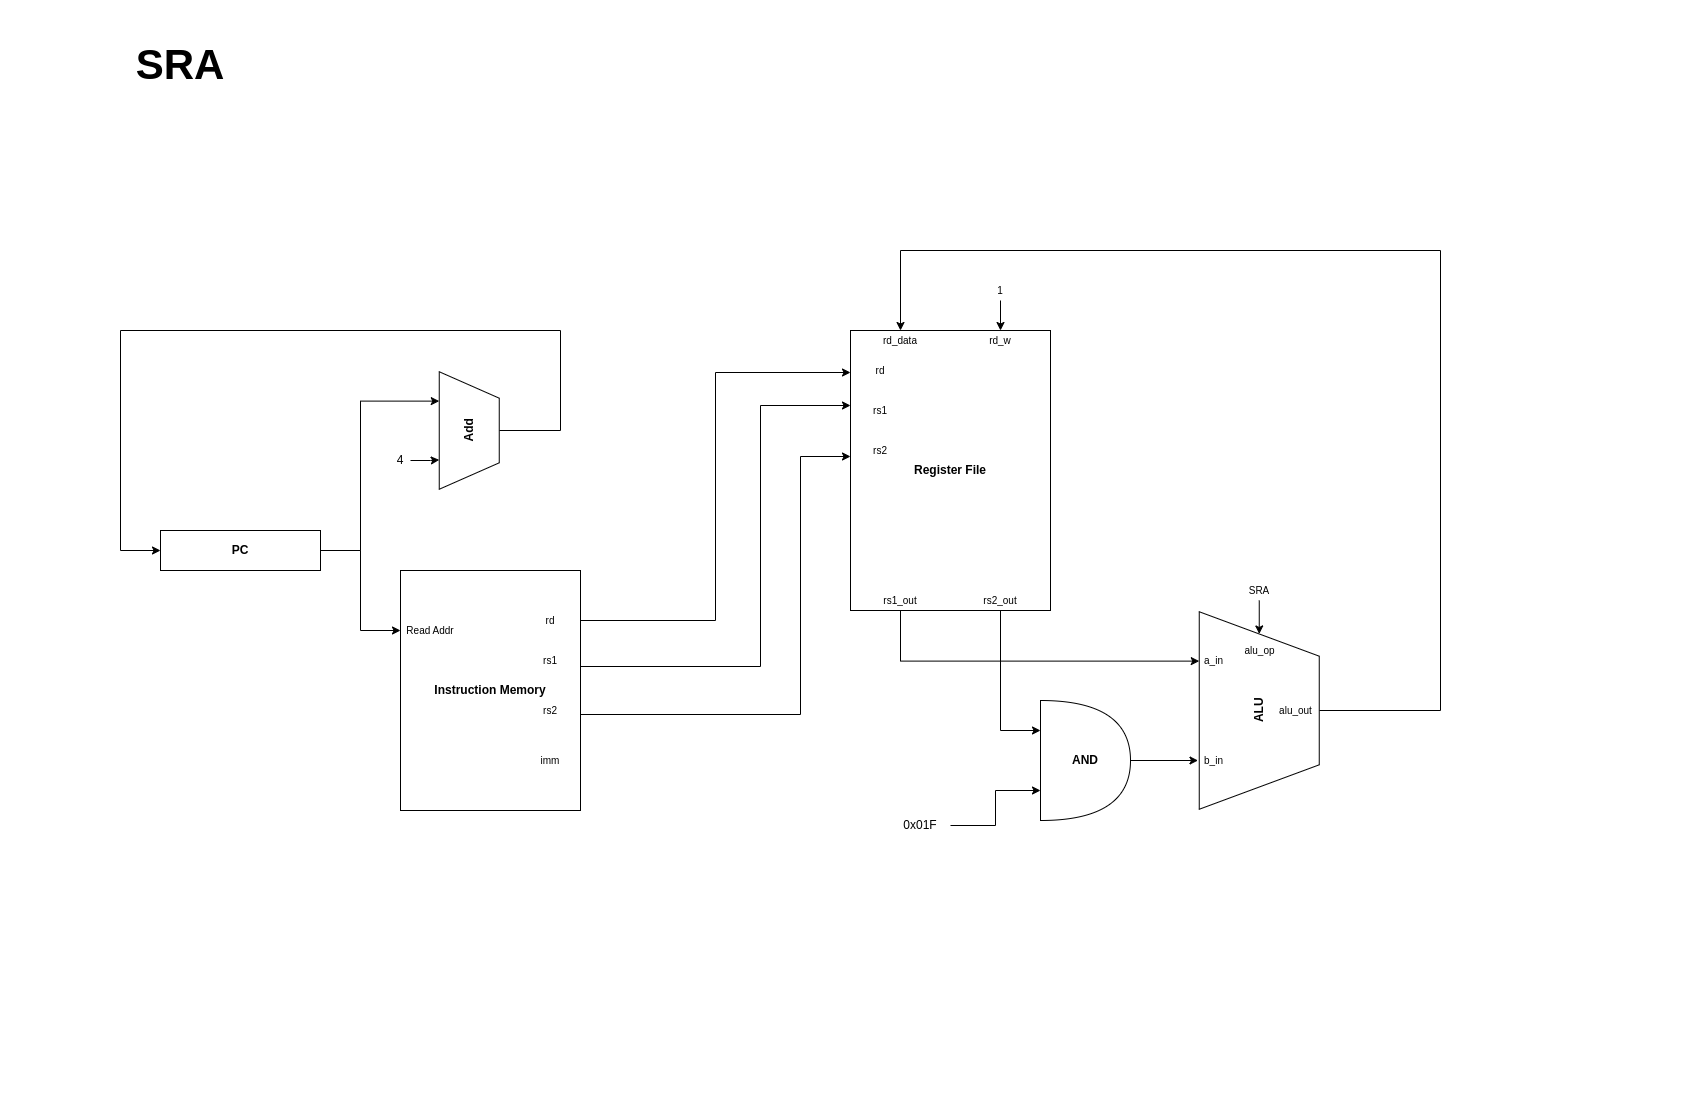 SRA
1
rd_data
rd_w
rd
rs1
rs2
Register File
rs1_out
rs2_out
Add
4
PC
Read Addr
rd
rs1
Instruction Memory
rs2
imm
SRA
alu_op
a_in
ALU
alu_out
b_in
AND
0x01F